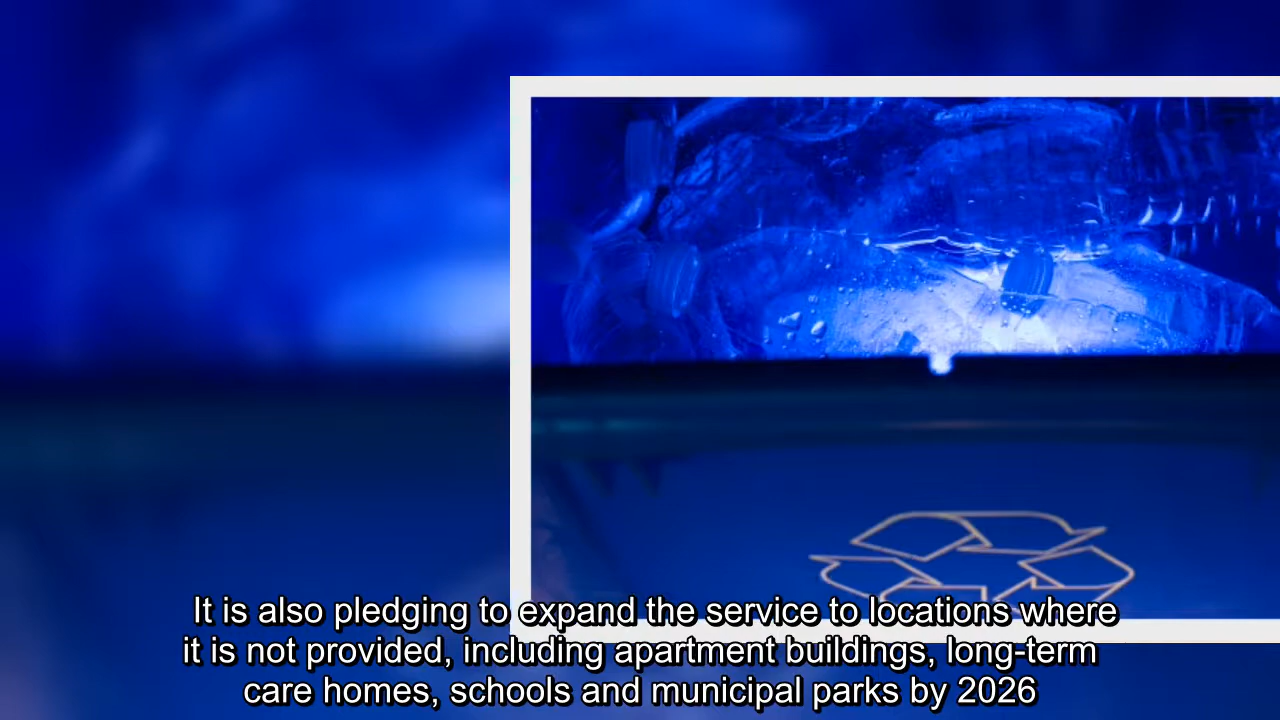 It is also pledging to expand the service to locations where
it is not provided, including apartment buildings, long-term
care homes, schools and municipal parks by 2026